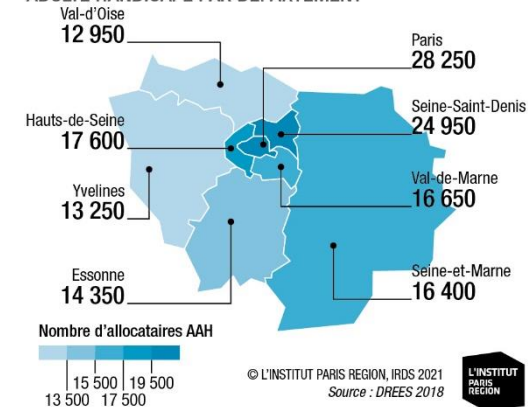 ADULTE HANDICAPÉ PAR DÉPARTEMENT
Val-d'Oise
12 950
Paris
28 250
Hauts-de-Seine
17 600
Seine-Saint-Denis
24 950
Yvelines
13 250
Val-de-Marne
16 650
Essonne
14 350
Seine-et-Marne
16 400
Nombre d'allocataires AAH
15 500 19 500
13 500 17 500
© L'INSTITUT PARIS REGION, IRDS 2021
Source : DREES 2018
L'INSTITUT
PARIS
REGION